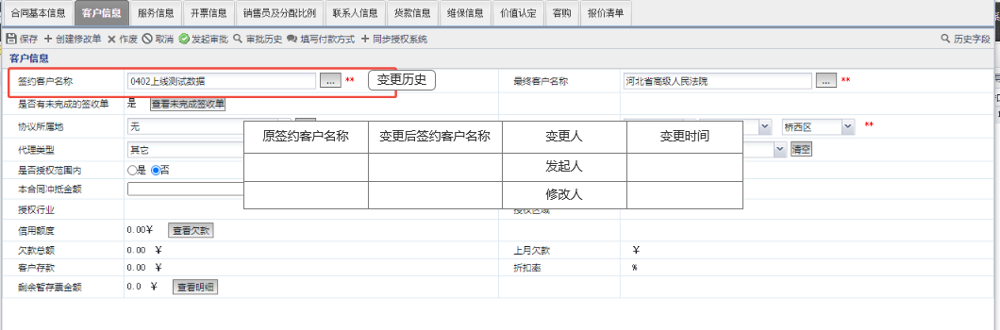 合同基本信息 客户信息 服务信息 开票信息 销售员及分配比例 联系人信息 货款信息 维保信息 价值认定 客购 报价清单
保存 创建修改单 作废 取消 发起审批 审批历史 填写付款方式 同步授权系统 历史字段
客户信息
签约客户名称 0402上线测试数据 ... ** 变更历史 最终客户名称 河北省高级人民法院 ... **
是否有未完成的签收单 是 查看未完成签收单
协议所属地 无 桥西区 **
原签约客户名称 变更后签约客户名称 变更人 变更时间
代理类型 其它 清空
发起人
是否授权范围内 是 否
本合同冲抵金额
修改人
授权行业
信用额度 0.00¥ 查看欠款
欠款总额 0.00 ¥ 上月欠款 ¥
客户存款 0.00 ¥ 折扣率 %
剩余暂存票金额 0.0 ¥ 查看明细